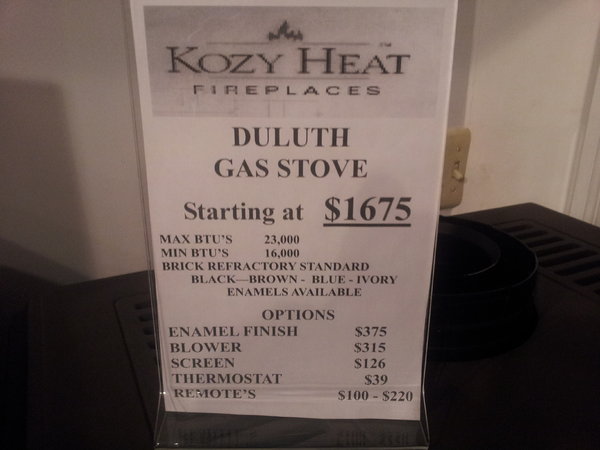 KOZY HEAT™
FIREPLACES
DULUTH
GAS STOVE
Starting at $1675
MAX BTU'S 23,000
MIN BTU'S 16,000
BRICK REFRACTORY STANDARD
BLACK—BROWN - BLUE - IVORY
ENAMELS AVAILABLE
OPTIONS
ENAMEL FINISH $375
BLOWER $315
SCREEN $126
THERMOSTAT $39
REMOTE'S $100 - $220